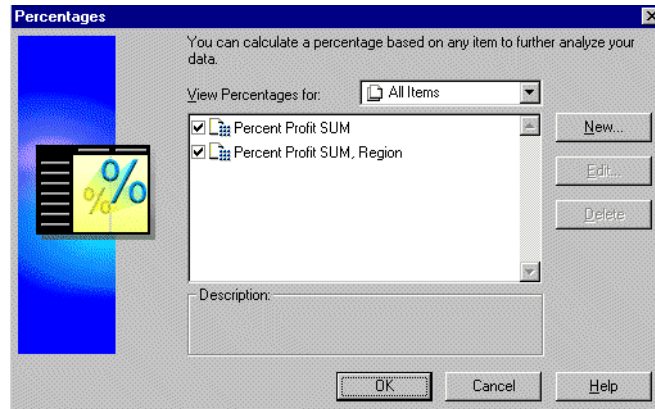 Percentages
You can calculate a percentage based on any item to further analyze your
data.
View Percentages for:
All Items
Percent Profit SUM
Percent Profit SUM, Region
New...
Edit...
Delete
Description:
OK
Cancel
Help